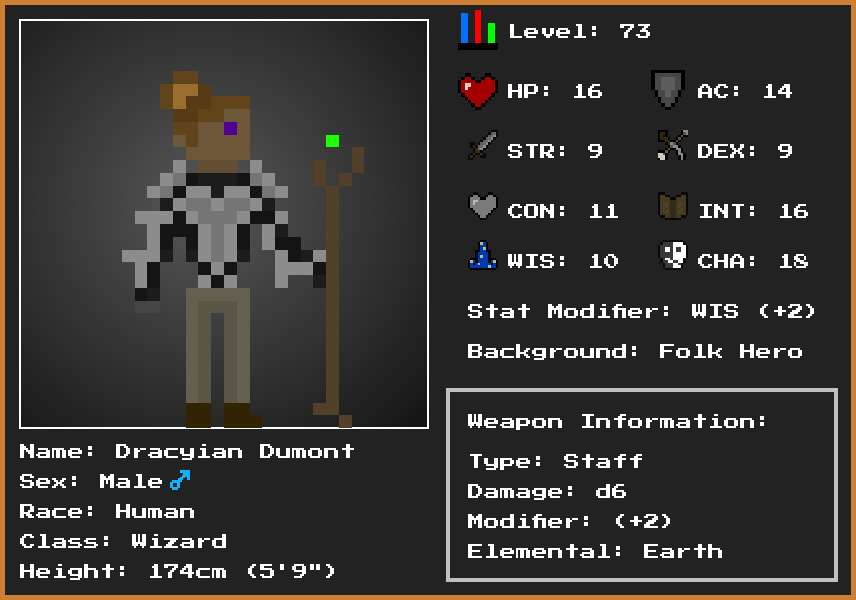 Level: 73
HP: 16
AC: 14
STR: 9
DEX: 9
CON: 11
INT: 16
WIS: 10
CHA: 18
Stat Modifier: WIS (+2)
Background: Folk Hero
Weapon Information:
Type: Staff
Damage: d6
Modifier: (+2)
Elemental: Earth
Name: Dracyian Dumont
Sex: Male♂
Race: Human
Class: Wizard
Height: 174cm (5'9")